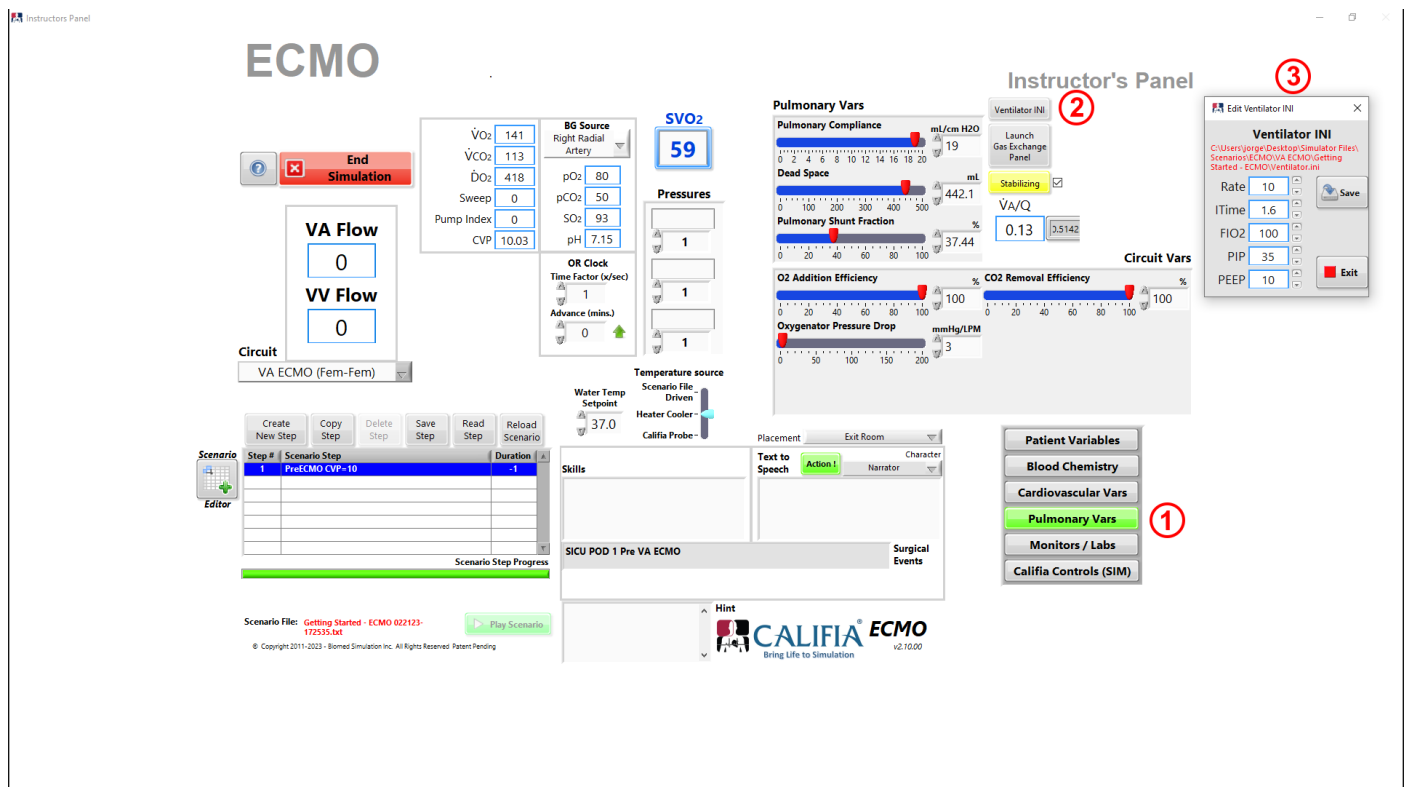 Instructors Panel
ECMO
Instructor's Panel
End
Simulation
VA Flow
0
VV Flow
0
Circuit
VA ECMO (Fem-Fem)
V̇O2 141
V̇CO2 113
ḊO2 418
Sweep 0
Pump Index 0
CVP 10.03
BG Source
Right Radial
Artery
pO2 80
pCO2 50
SO2 93
pH 7.15
OR Clock
Time Factor (x/sec)
1
Advance (mins.)
0
SVO2
59
Pressures
1
1
1
Water Temp
Setpoint
37.0
Temperature source
Scenario File
Driven
Heater Cooler
Califia Probe
Pulmonary Vars
Pulmonary Compliance mL/cm H2O
19
0 2 4 6 8 10 12 14 16 18 20
Dead Space mL
442.1
0 100 200 300 400 500
Pulmonary Shunt Fraction %
37.44
0 20 40 60 80 100
Ventilator INI
2
Launch
Gas Exchange
Panel
Stabilizing
V̇A/Q
0.13 0.5142
Circuit Vars
O2 Addition Efficiency %
100
0 20 40 60 80 100
CO2 Removal Efficiency %
100
0 20 40 60 80 100
Oxygenator Pressure Drop mmHg/LPM
3
0 50 100 150 200
3
Edit Ventilator INI
Ventilator INI
C:\Users\jorge\Desktop\Simulator Files\
Scenarios\ECMO\VA ECMO\Getting
Started - ECMO\Ventilator.ini
Rate 10
ITime 1.6
FIO2 100
PIP 35
PEEP 10
Save
Exit
Create
New Step
Copy
Step
Delete
Step
Save
Step
Read
Step
Reload
Scenario
Scenario
Editor
Step # Scenario Step Duration
1 PreECMO CVP=10 -1
Scenario Step Progress
Scenario File: Getting Started - ECMO 022123-
172535.txt
Play Scenario
© Copyright 2011-2023 - Biomed Simulation Inc. All Rights Reserved Patent Pending
Placement Exit Room
Skills
Text to
Speech
Action !
Character
Narrator
SICU POD 1 Pre VA ECMO
Surgical
Events
Hint
CALIFIA® ECMO
Bring Life to Simulation
v2.10.00
Patient Variables
Blood Chemistry
Cardiovascular Vars
Pulmonary Vars
1
Monitors / Labs
Califia Controls (SIM)